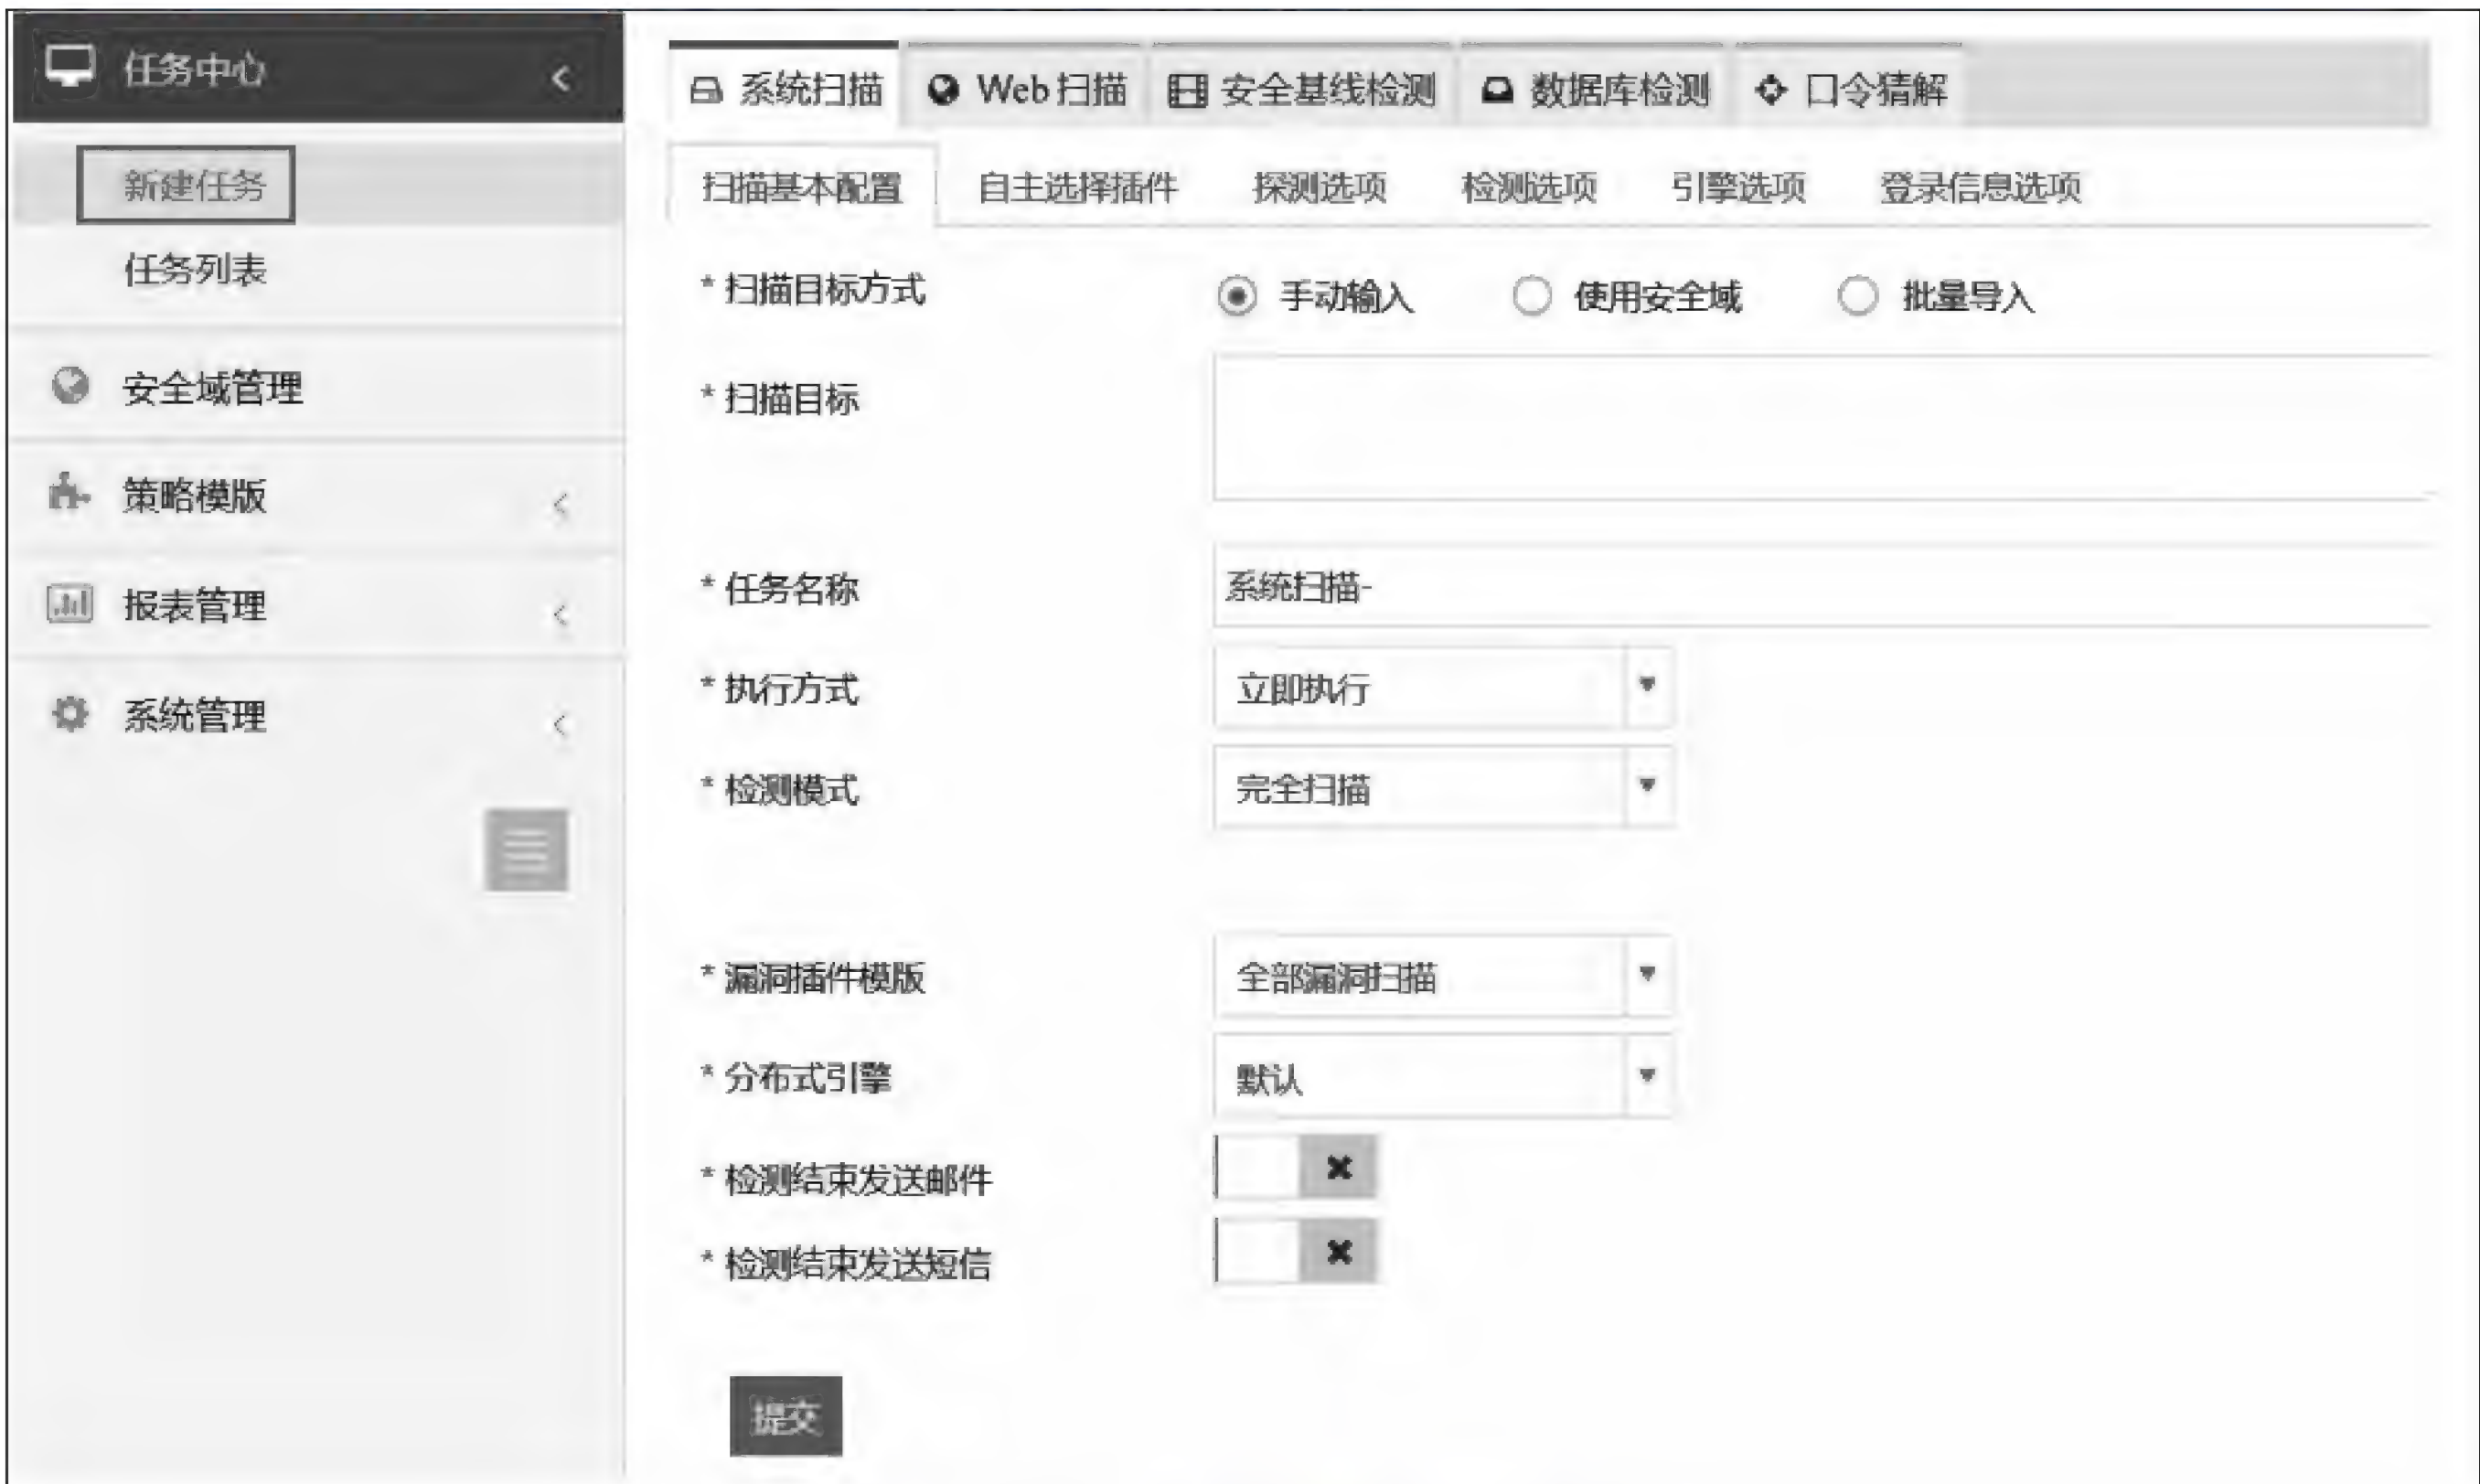 任务中心
新建任务
任务列表
安全域管理
策略模版
报表管理
系统管理
系统扫描 Web 扫描 安全基线检测 数据库检测 口令猜解
扫描基本配置 自主选择插件 探测选项 检测选项 引擎选项 登录信息选项
* 扫描目标方式 手动输入 使用安全域 批量导入
* 扫描目标
* 任务名称 系统扫描-
* 执行方式 立即执行
* 检测模式 完全扫描
* 漏洞插件模版 全部漏洞扫描
* 分布式引擎 默认
* 检测结束发送邮件
* 检测结束发送短信
提交